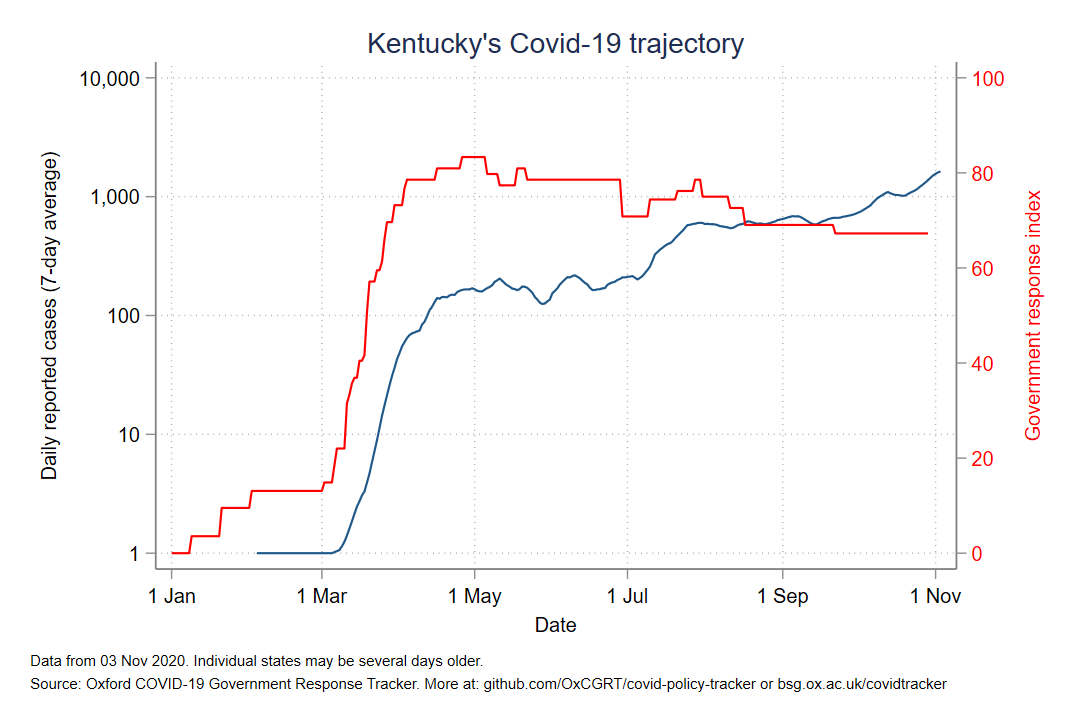 Kentucky's Covid-19 trajectory
10,000
1,000
100
10
1
Daily reported cases (7-day average)
100
80
60
40
20
0
Government response index
1 Jan
1 Mar
1 May
1 Jul
1 Sep
1 Nov
Date
Data from 03 Nov 2020. Individual states may be several days older.
Source: Oxford COVID-19 Government Response Tracker. More at: github.com/OxCGRT/covid-policy-tracker or bsg.ox.ac.uk/covidtracker